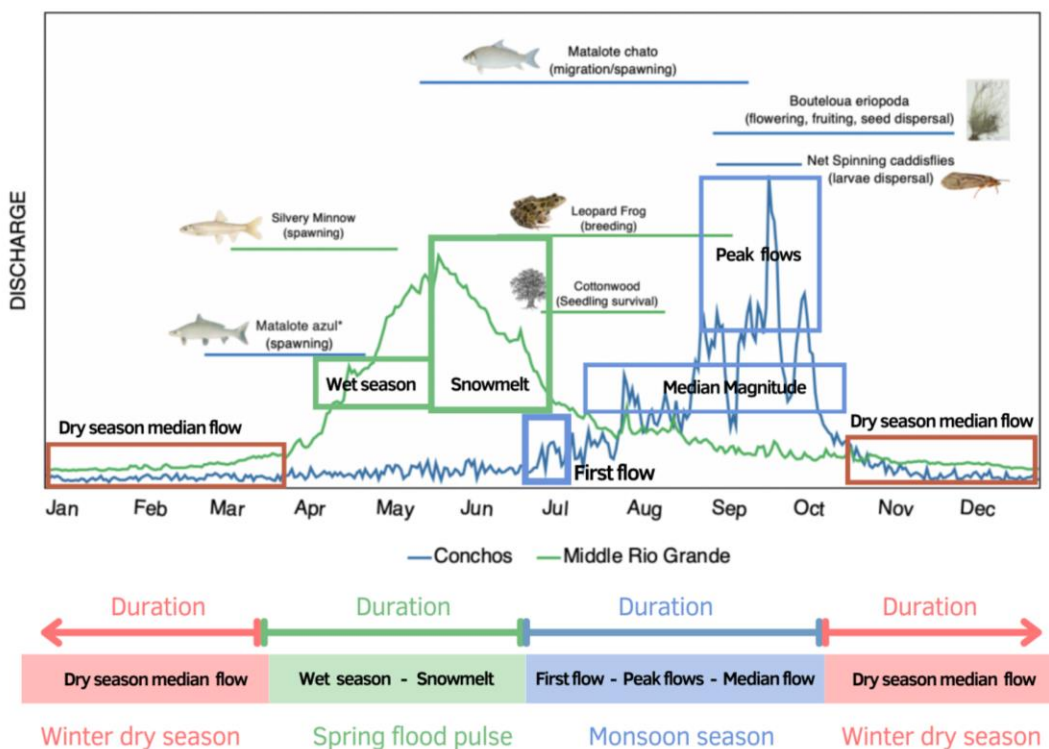 Matalote chato
(migration/spawning)
Bouteloua eriopoda
(flowering, fruiting, seed dispersal)
Net Spinning caddisflies
(larvae dispersal)
Silvery Minnow
(spawning)
Leopard Frog
(breeding)
Peak flows
DISCHARGE
Cottonwood
(Seedling survival)
Matalote azul*
(spawning)
Wet season
Snowmelt
Median Magnitude
Dry season median flow
Dry season median flow
First flow
Jan Feb Mar Apr May Jun Jul Aug Sep Oct Nov Dec
Conchos Middle Rio Grande
Duration Duration Duration Duration
Dry season median flow Wet season - Snowmelt First flow - Peak flows - Median flow Dry season median flow
Winter dry season Spring flood pulse Monsoon season Winter dry season